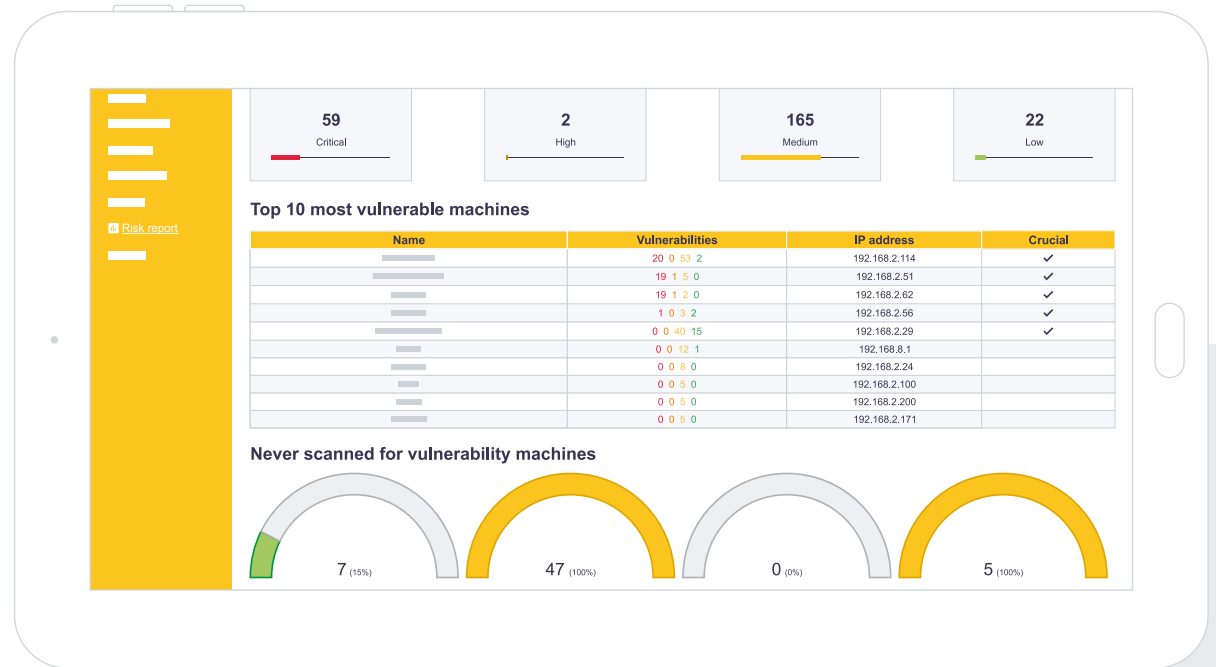 59
Critical
2
High
165
Medium
22
Low
Risk report
Top 10 most vulnerable machines
Name Vulnerabilities IP address Crucial
20 0 53 2 192.168.2.114
19 1 5 0 192.168.2.51
19 1 2 0 192.168.2.62
1 0 3 2 192.168.2.56
0 0 40 15 192.168.2.29
0 0 12 1 192.168.8.1
0 0 8 0 192.168.2.24
0 0 5 0 192.168.2.100
0 0 5 0 192.168.2.200
0 0 5 0 192.168.2.171
Never scanned for vulnerability machines
7 (15%)
47 (100%)
0 (0%)
5 (100%)